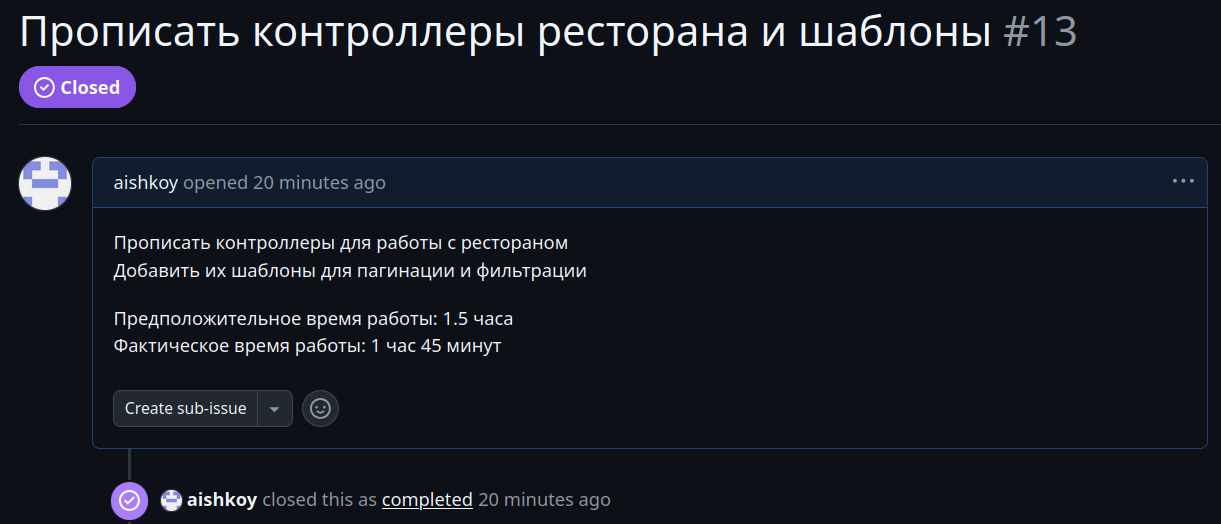 Прописать контроллеры ресторана и шаблоны #13
Closed
aishkoy opened 20 minutes ago
Прописать контроллеры для работы с рестораном
Добавить их шаблоны для пагинации и фильтрации
Предположительное время работы: 1.5 часа
Фактическое время работы: 1 час 45 минут
Create sub-issue
aishkoy closed this as completed 20 minutes ago